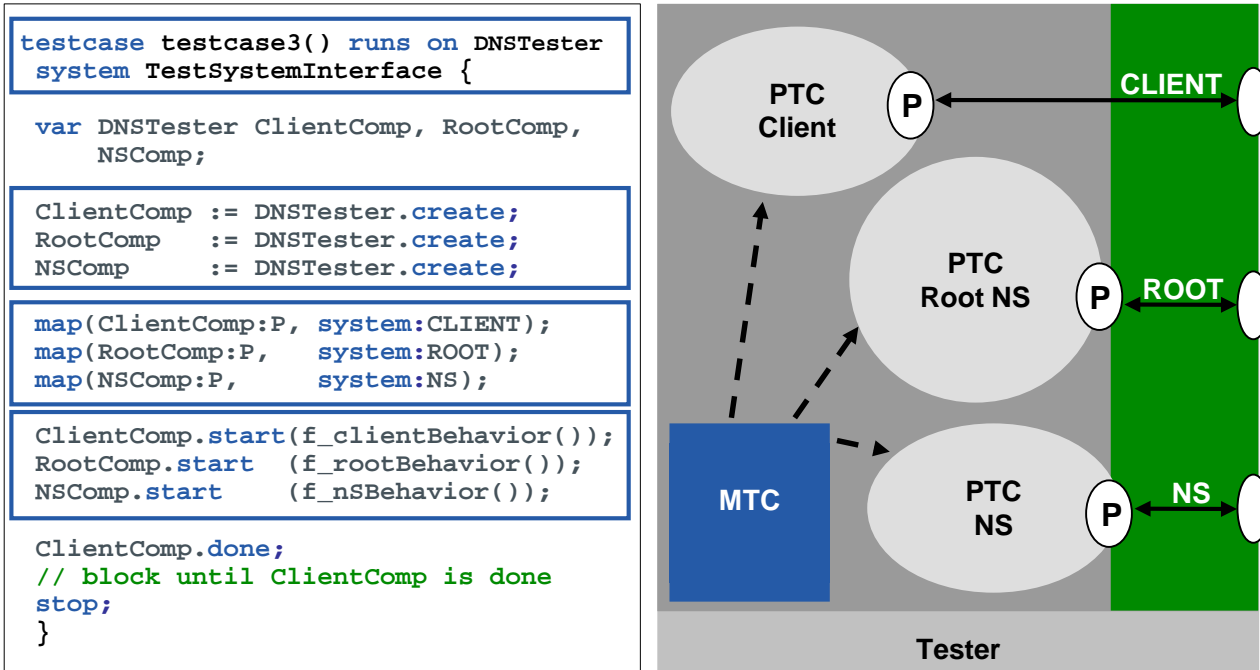 testcase testcase3() runs on DNSTester
system TestSystemInterface {
var DNSTester ClientComp, RootComp,
NSComp;
ClientComp := DNSTester.create;
RootComp   := DNSTester.create;
NSComp     := DNSTester.create;
map(ClientComp:P, system:CLIENT);
map(RootComp:P,   system:ROOT);
map(NSComp:P,     system:NS);
ClientComp.start(f_clientBehavior());
RootComp.start  (f_rootBehavior());
NSComp.start    (f_nSBehavior());
ClientComp.done;
// block until ClientComp is done
stop;
}
PTC
Client
P
CLIENT
PTC
Root NS
P
ROOT
MTC
PTC
NS
P
NS
Tester